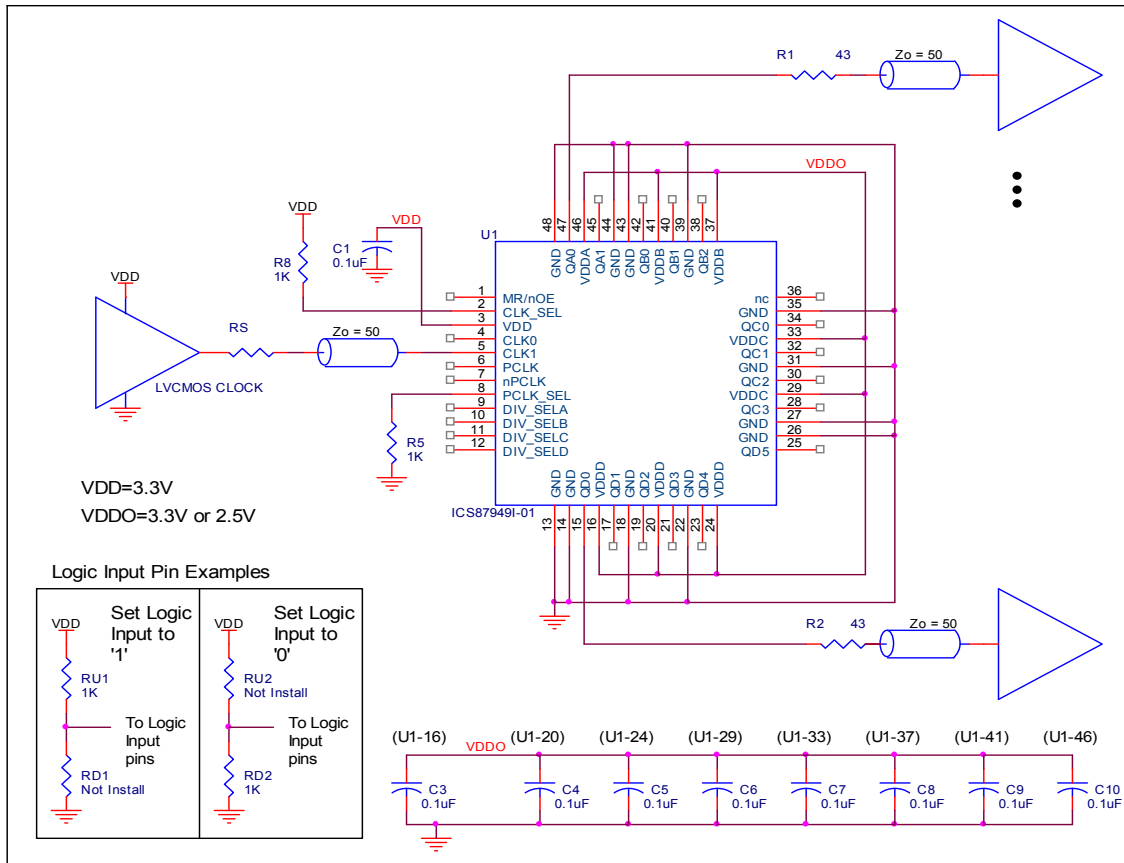 R1 43 Zo = 50
VDDO
48 47 46 45 44 43 42 41 40 39 38 37
GND QA0 VDDA QA1 GND GND QB0 VDDB QB1 GND QB2 VDDB
U1
VDD
R8
1K
VDD
C1
0.1uF
1 MR/nOE
2 CLK_SEL
3 VDD
4 CLK0
5 CLK1
6 PCLK
7 nPCLK
8 PCLK_SEL
9 DIV_SELA
10 DIV_SELB
11 DIV_SELC
12 DIV_SELD
nc 36
GND 35
QC0 34
VDDC 33
QC1 32
GND 31
QC2 30
VDDC 29
QC3 28
GND 27
GND 26
QD5 25
VDD
RS
Zo = 50
LVCMOS CLOCK
R5
1K
GND GND QD0 VDDD QD1 GND QD2 VDDD QD3 GND QD4 VDDD
13 14 15 16 17 18 19 20 21 22 23 24
ICS87949I-01
VDD=3.3V
VDDO=3.3V or 2.5V
R2 43 Zo = 50
Logic Input Pin Examples
VDD
Set Logic
Input to
'1'
RU1
1K
To Logic
Input
pins
RD1
Not Install
VDD
Set Logic
Input to
'0'
RU2
Not Install
To Logic
Input
pins
RD2
1K
(U1-16) VDDO (U1-20) (U1-24) (U1-29) (U1-33) (U1-37) (U1-41) (U1-46)
C3 C4 C5 C6 C7 C8 C9 C10
0.1uF 0.1uF 0.1uF 0.1uF 0.1uF 0.1uF 0.1uF 0.1uF